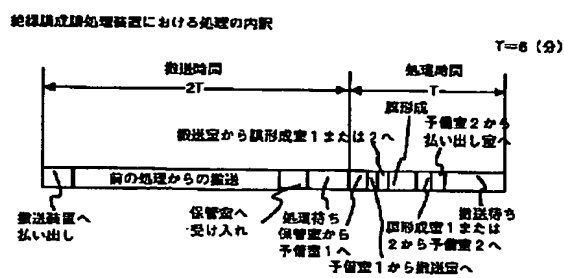 絶縁膜成膜処理装置における処理の内訳
T=6（分）
搬送時間
処理時間
2T
T
膜形成
搬送室から膜形成室1または2へ
予備室2から
払い出し室へ
前の処理からの搬送
搬送装置へ
払い出し
保管室へ
受け入れ
処理待ち
保管室から
予備室1へ
予備室1から搬送室へ
膜形成室1または
2から予備室2へ
搬送待ち